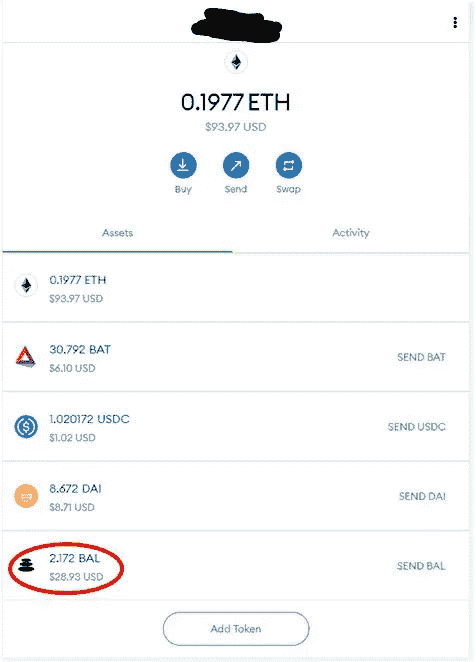 0.1977 ETH
$93.97 USD
Buy Send Swap
Assets Activity
0.1977 ETH
$93.97 USD
30.792 BAT
SEND BAT
$6.10 USD
1.020172 USDC
SEND USDC
$1.02 USD
8.672 DAI
SEND DAI
$8.71 USD
2.172 BAL
SEND BAL
$28.93 USD
Add Token